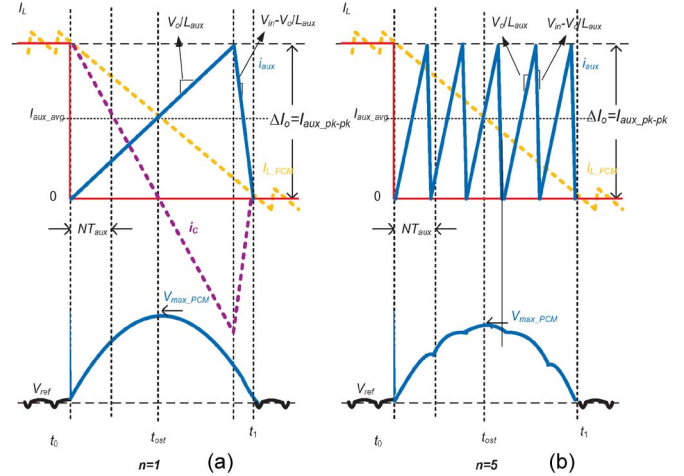 I_L
V_o/L_aux
V_in-V_o/L_aux
i_aux
I_aux_avg
ΔI_o=I_aux_pk-pk
I_L_PCM
0
NT_aux
i_C
V_max_PCM
V_ref
t_0
t_ost
t_1
n=1
(a)
I_L
V_o/L_aux
V_in-V_o/L_aux
i_aux
I_aux_avg
ΔI_o=I_aux_pk-pk
I_L_PCM
0
NT_aux
V_max_PCM
V_ref
t_0
t_ost
t_1
n=5
(b)